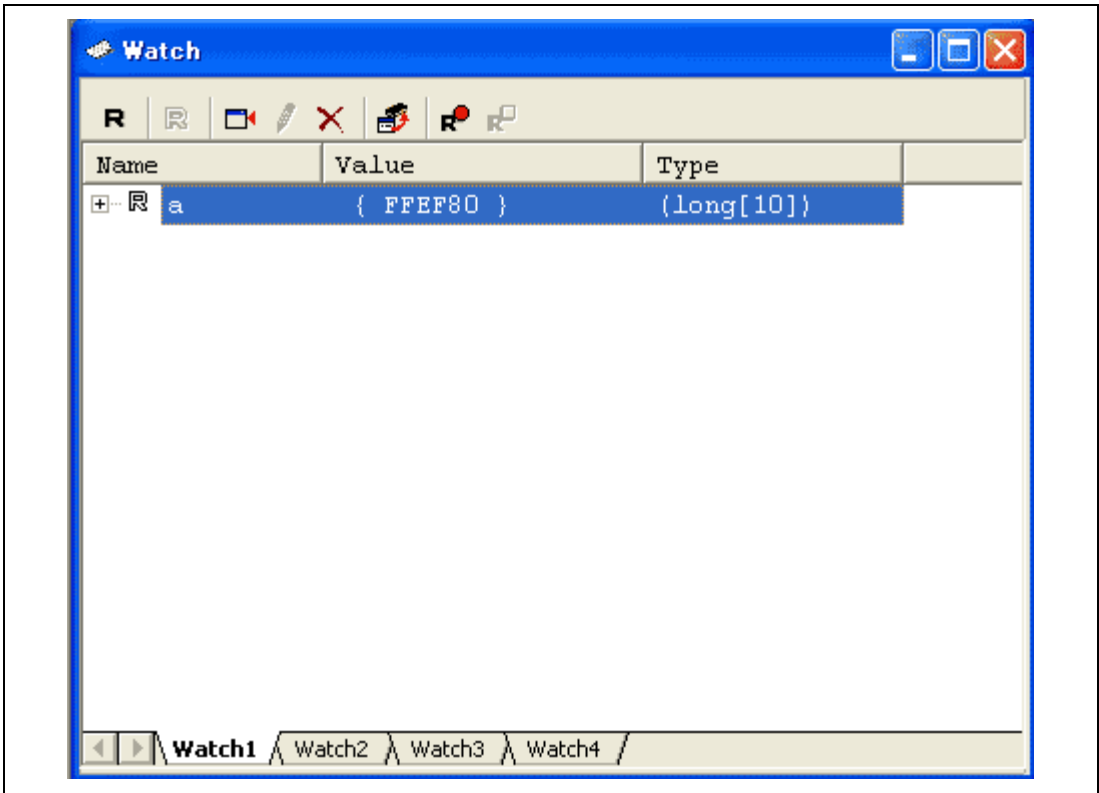 Watch
R R R R
Name Value Type
R a { FFEF80 } (long[10])
Watch1 Watch2 Watch3 Watch4